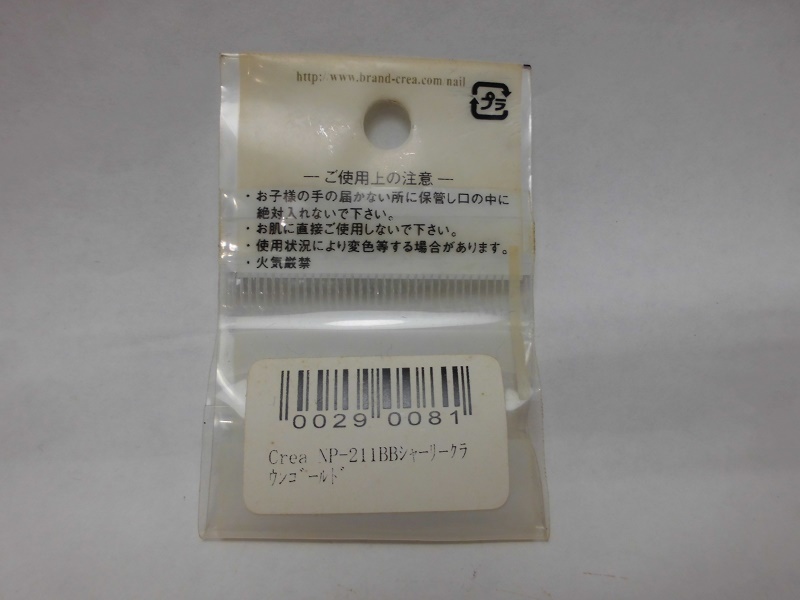 http://www.brand-crea.com/nail
プラ
― ご使用上の注意 ―
・お子様の手の届かない所に保管し口の中に
絶対入れないで下さい。
・お肌に直接ご使用しないで下さい。
・使用状況により変色等する場合があります。
・火気厳禁
0029 0081
Crea NP-211BBシャーリークラ
ウンゴールド